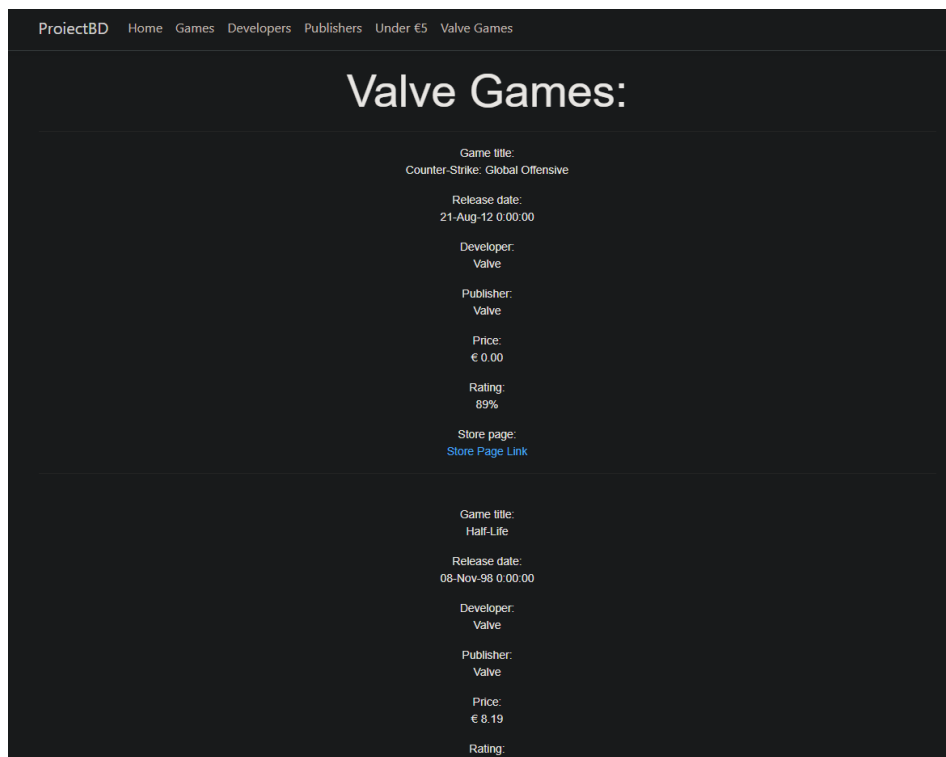 ProiectBD Home Games Developers Publishers Under €5 Valve Games
Valve Games:
Game title:
Counter-Strike: Global Offensive
Release date:
21-Aug-12 0:00:00
Developer:
Valve
Publisher:
Valve
Price:
€ 0.00
Rating:
89%
Store page:
Store Page Link
Game title:
Half-Life
Release date:
08-Nov-98 0:00:00
Developer:
Valve
Publisher:
Valve
Price:
€ 8.19
Rating: